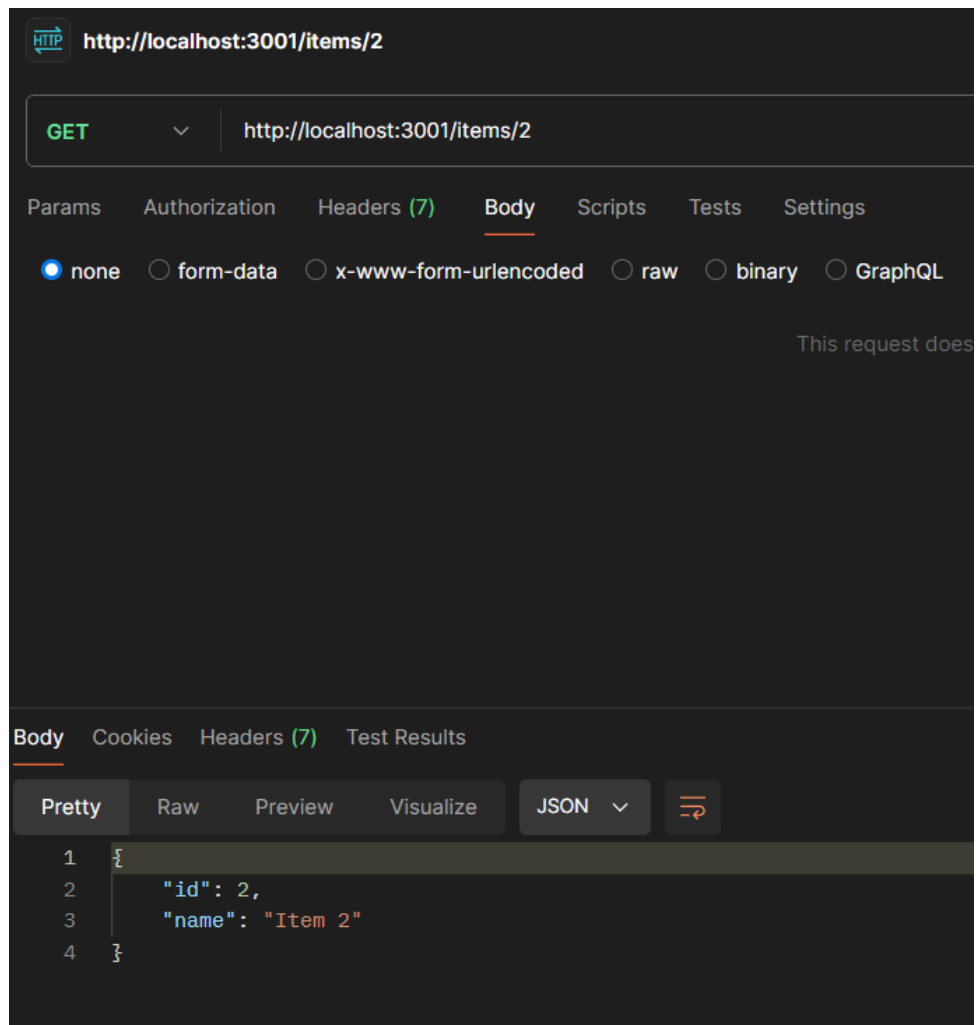 HTTP http://localhost:3001/items/2
GET http://localhost:3001/items/2
Params Authorization Headers (7) Body Scripts Tests Settings
none form-data x-www-form-urlencoded raw binary GraphQL
This request does
Body Cookies Headers (7) Test Results
Pretty Raw Preview Visualize JSON
1 {
2 "id": 2,
3 "name": "Item 2"
4 }